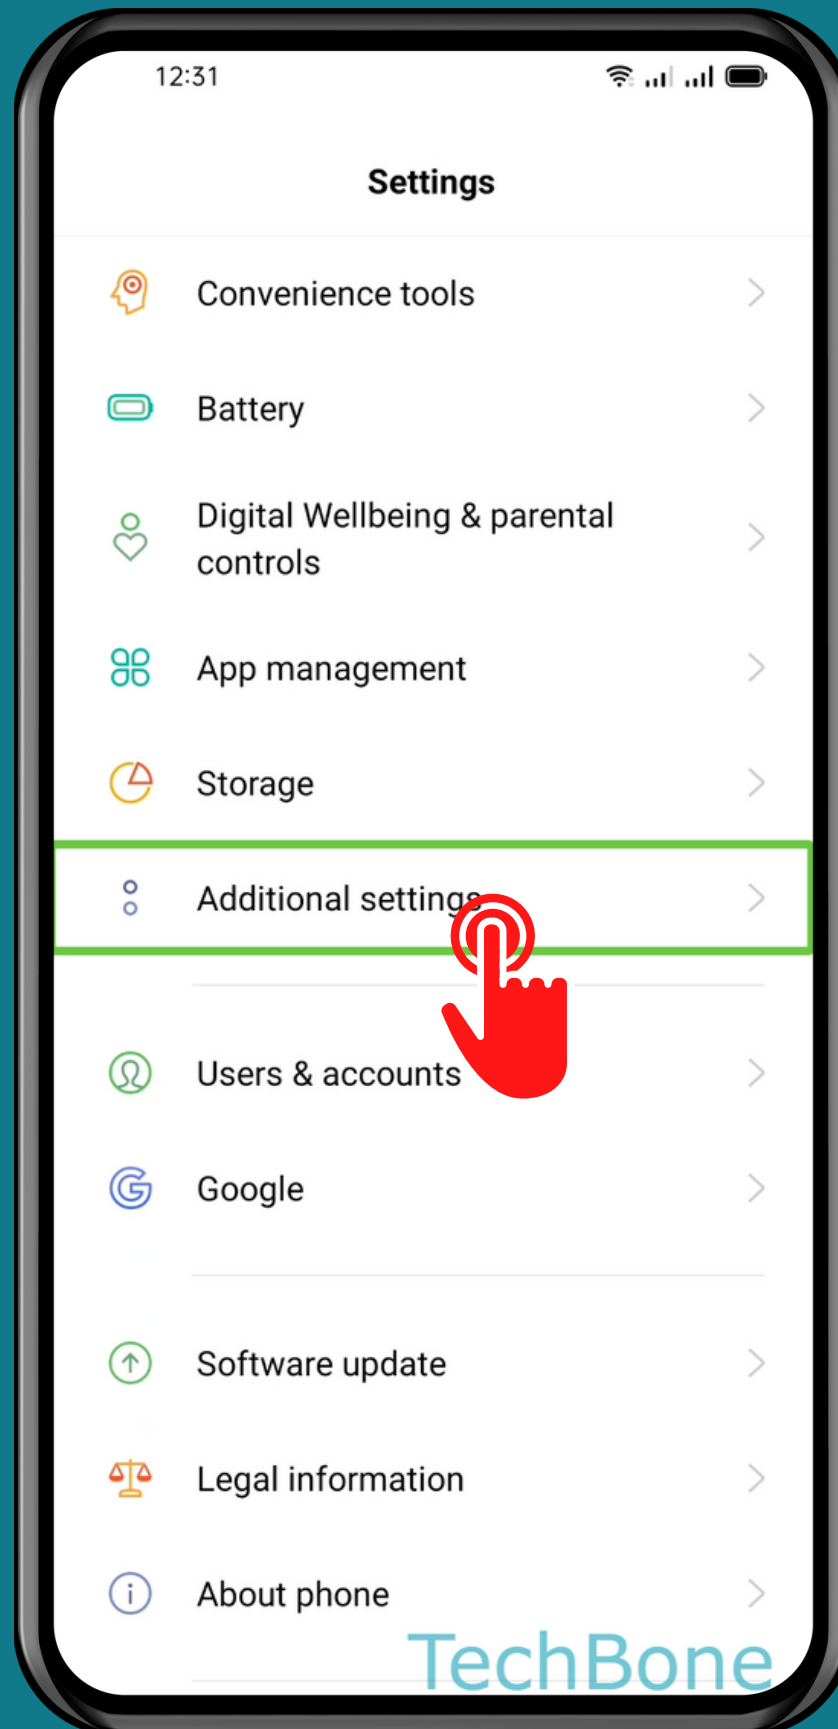 12:31
Settings
Convenience tools
Battery
Digital Wellbeing & parental
controls
App management
Storage
Additional settings
Users & accounts
Google
Software update
Legal information
About phone
TechBone